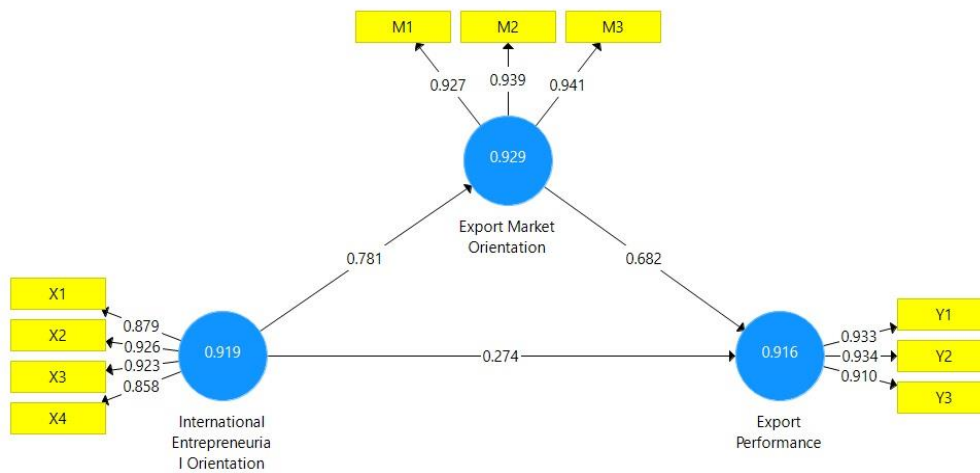 M1
M2
M3
0.927
0.939
0.941
0.929
Export Market
Orientation
0.781
0.682
X1
X2
X3
X4
0.879
0.926
0.923
0.858
0.919
International
Entrepreneuria
l Orientation
0.274
0.916
Export
Performance
0.933
0.934
0.910
Y1
Y2
Y3